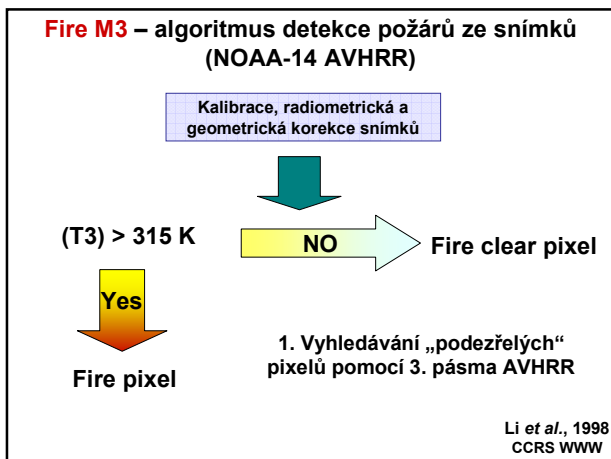 Fire M3 – algoritmus detekce požárů ze snímků
(NOAA-14 AVHRR)
Kalibrace, radiometrická a
geometrická korekce snímků
(T3) > 315 K
NO
Fire clear pixel
Yes
Fire pixel
1. Vyhledávání „podezřelých“
pixelů pomocí 3. pásma AVHRR
Li et al., 1998
CCRS WWW